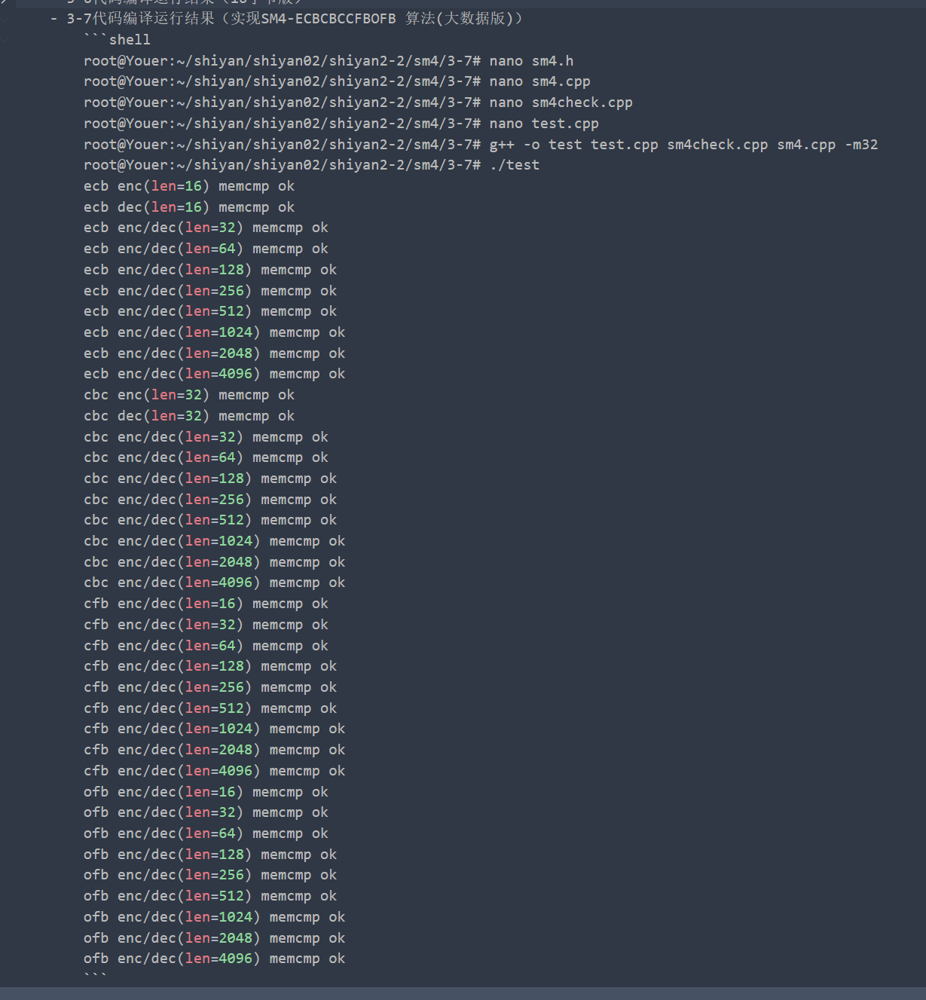 - 3-7代码编译运行结果（实现SM4-ECBCBCCFBOFB 算法(大数据版)）
```shell
root@Youer:~/shiyan/shiyan02/shiyan2-2/sm4/3-7# nano sm4.h
root@Youer:~/shiyan/shiyan02/shiyan2-2/sm4/3-7# nano sm4.cpp
root@Youer:~/shiyan/shiyan02/shiyan2-2/sm4/3-7# nano sm4check.cpp
root@Youer:~/shiyan/shiyan02/shiyan2-2/sm4/3-7# nano test.cpp
root@Youer:~/shiyan/shiyan02/shiyan2-2/sm4/3-7# g++ -o test test.cpp sm4check.cpp sm4.cpp -m32
root@Youer:~/shiyan/shiyan02/shiyan2-2/sm4/3-7# ./test
ecb enc(len=16) memcmp ok
ecb dec(len=16) memcmp ok
ecb enc/dec(len=32) memcmp ok
ecb enc/dec(len=64) memcmp ok
ecb enc/dec(len=128) memcmp ok
ecb enc/dec(len=256) memcmp ok
ecb enc/dec(len=512) memcmp ok
ecb enc/dec(len=1024) memcmp ok
ecb enc/dec(len=2048) memcmp ok
ecb enc/dec(len=4096) memcmp ok
cbc enc(len=32) memcmp ok
cbc dec(len=32) memcmp ok
cbc enc/dec(len=32) memcmp ok
cbc enc/dec(len=64) memcmp ok
cbc enc/dec(len=128) memcmp ok
cbc enc/dec(len=256) memcmp ok
cbc enc/dec(len=512) memcmp ok
cbc enc/dec(len=1024) memcmp ok
cbc enc/dec(len=2048) memcmp ok
cbc enc/dec(len=4096) memcmp ok
cfb enc/dec(len=16) memcmp ok
cfb enc/dec(len=32) memcmp ok
cfb enc/dec(len=64) memcmp ok
cfb enc/dec(len=128) memcmp ok
cfb enc/dec(len=256) memcmp ok
cfb enc/dec(len=512) memcmp ok
cfb enc/dec(len=1024) memcmp ok
cfb enc/dec(len=2048) memcmp ok
cfb enc/dec(len=4096) memcmp ok
ofb enc/dec(len=16) memcmp ok
ofb enc/dec(len=32) memcmp ok
ofb enc/dec(len=64) memcmp ok
ofb enc/dec(len=128) memcmp ok
ofb enc/dec(len=256) memcmp ok
ofb enc/dec(len=512) memcmp ok
ofb enc/dec(len=1024) memcmp ok
ofb enc/dec(len=2048) memcmp ok
ofb enc/dec(len=4096) memcmp ok
```